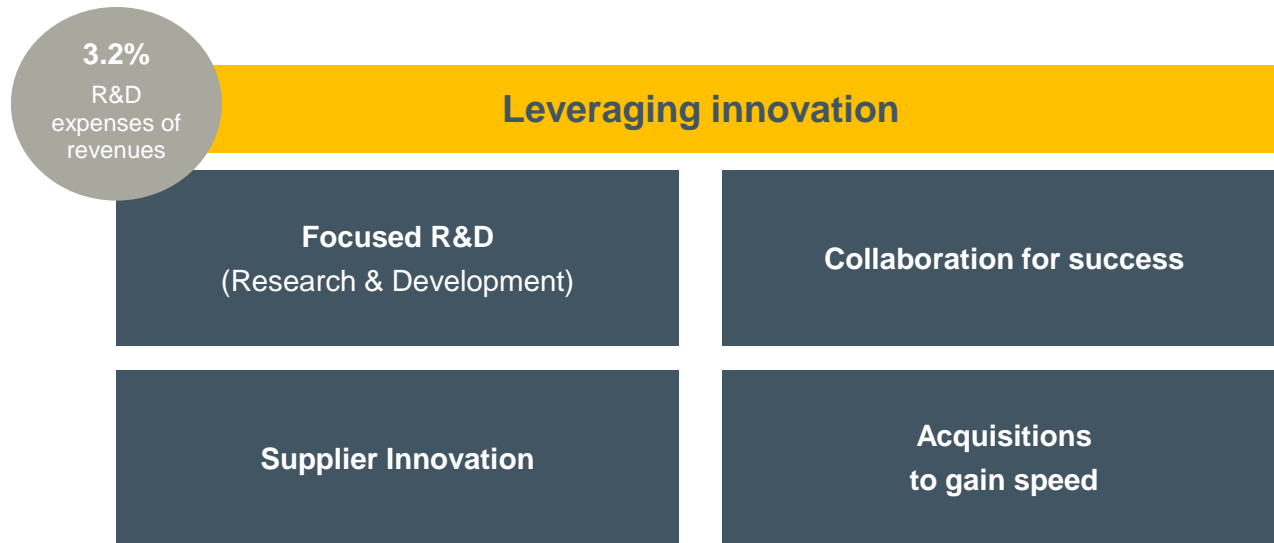 3.2%
R&D
expenses of
revenues
Leveraging innovation
Focused R&D
(Research & Development)
Collaboration for success
Supplier Innovation
Acquisitions
to gain speed